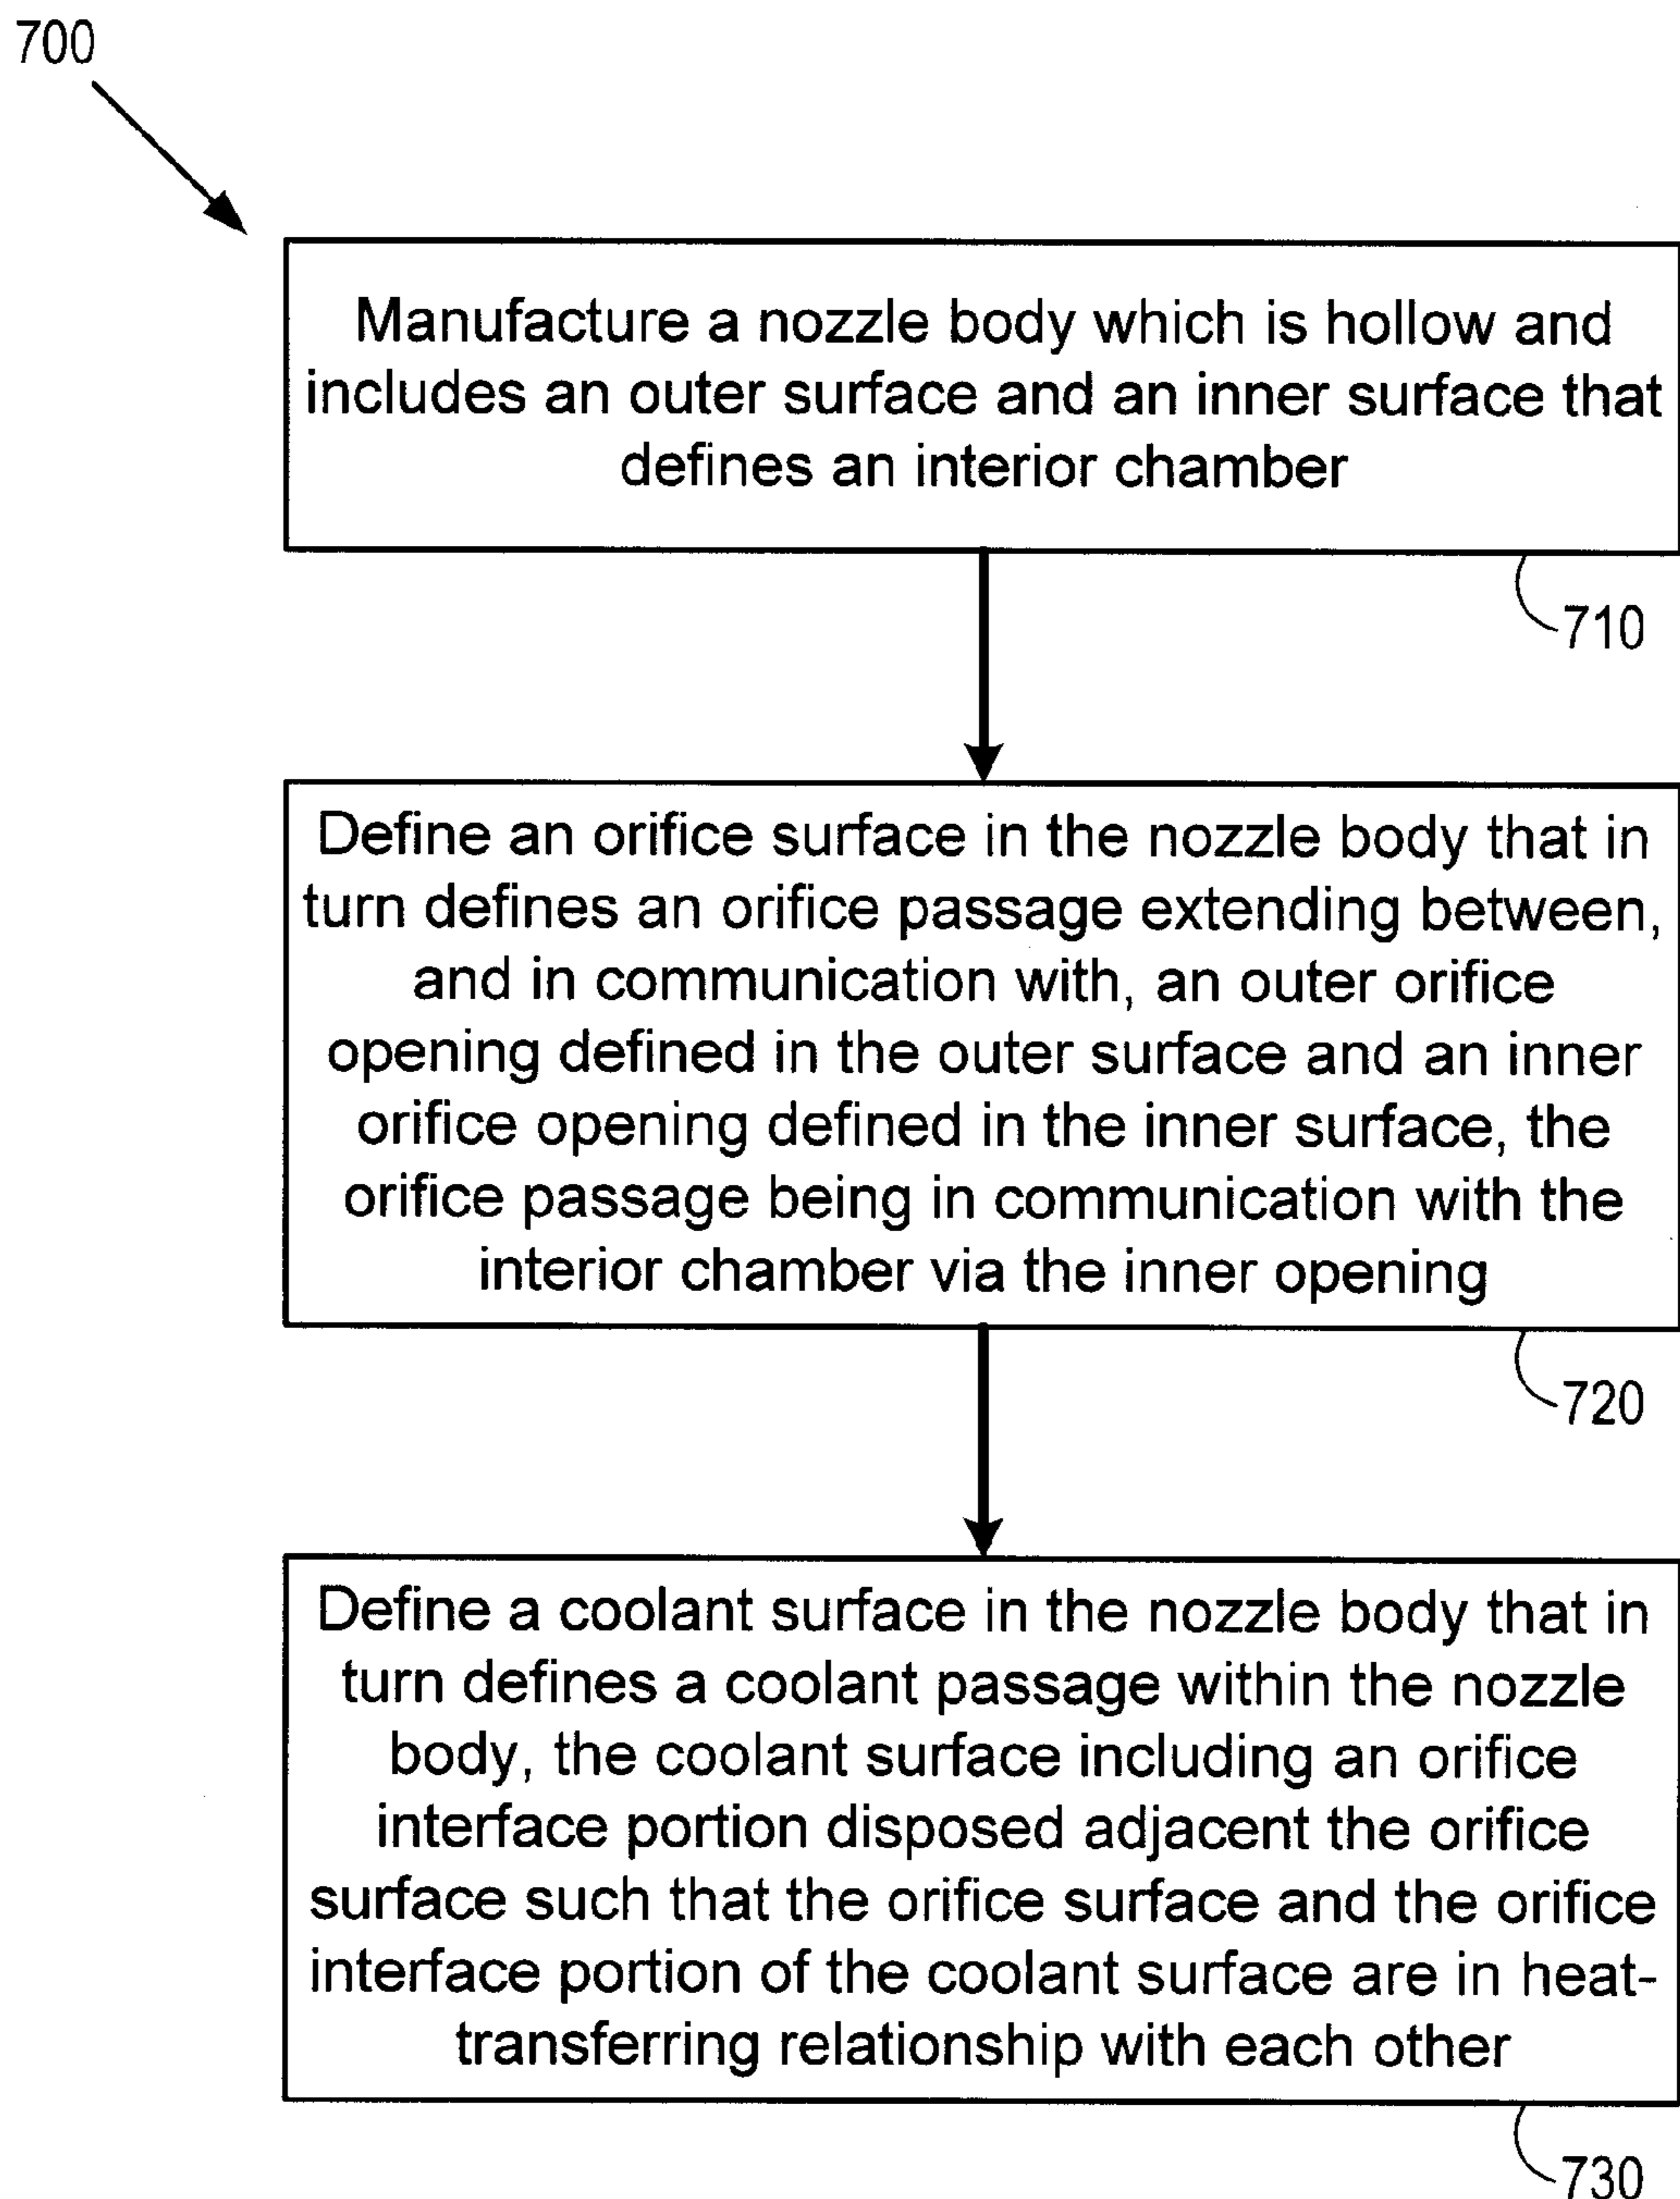 700
Manufacture a nozzle body which is hollow and
includes an outer surface and an inner surface that
defines an interior chamber
710
Define an orifice surface in the nozzle body that in
turn defines an orifice passage extending between,
and in communication with, an outer orifice
opening defined in the outer surface and an inner
orifice opening defined in the inner surface, the
orifice passage being in communication with the
interior chamber via the inner opening
720
Define a coolant surface in the nozzle body that in
turn defines a coolant passage within the nozzle
body, the coolant surface including an orifice
interface portion disposed adjacent the orifice
surface such that the orifice surface and the orifice
interface portion of the coolant surface are in heat-
transferring relationship with each other
730